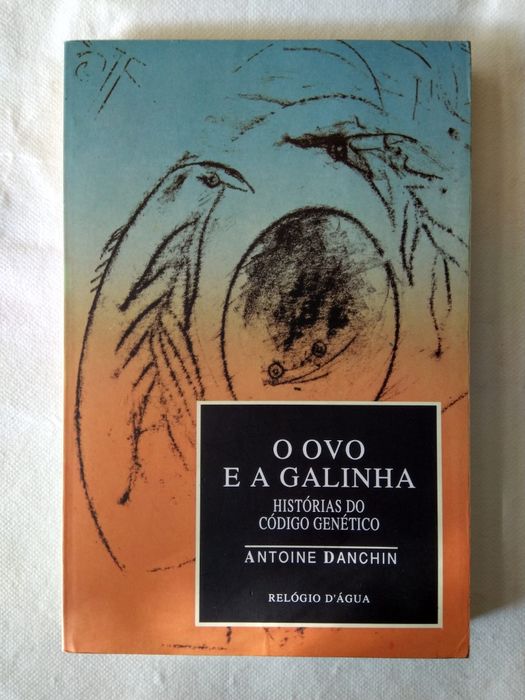 O OVO
E A GALINHA
HISTÓRIAS DO
CÓDIGO GENÉTICO
ANTOINE DANCHIN
RELÓGIO D'ÁGUA